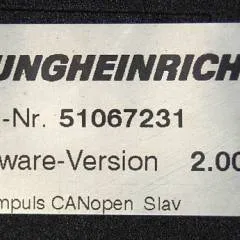 UNGHEINRICH
-Nr. 51067231
ware-Version 2.00
mpuls CANopen Slav